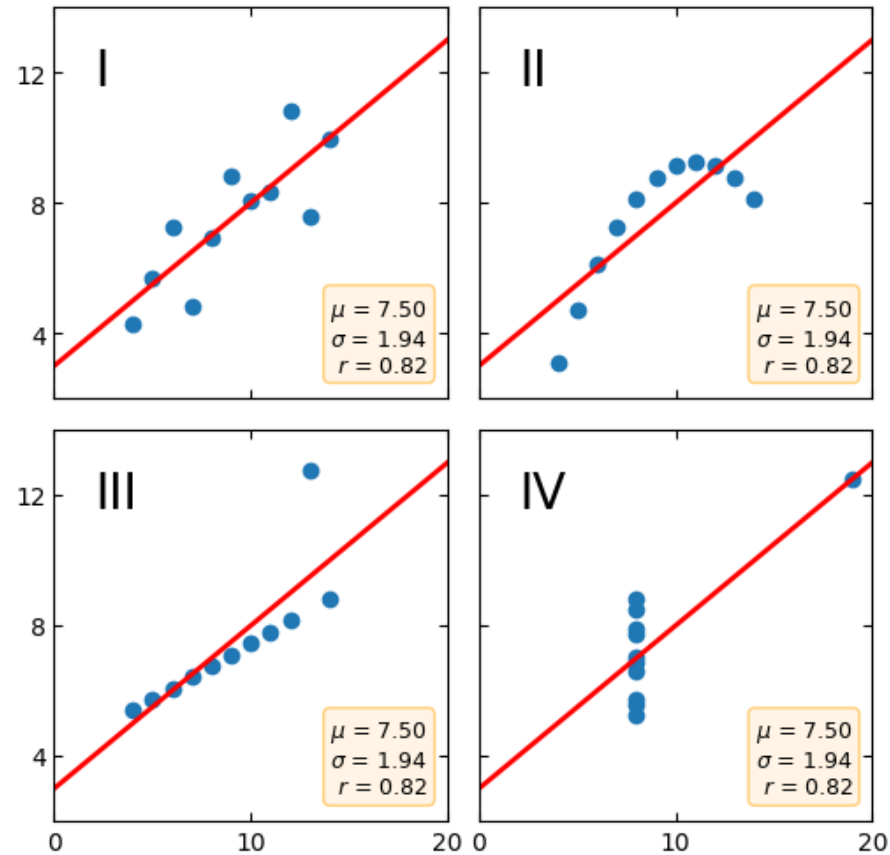 I
12
8
4
μ = 7.50
σ = 1.94
r = 0.82
II
μ = 7.50
σ = 1.94
r = 0.82
III
12
8
4
μ = 7.50
σ = 1.94
r = 0.82
0 10 20
IV
μ = 7.50
σ = 1.94
r = 0.82
0 10 20